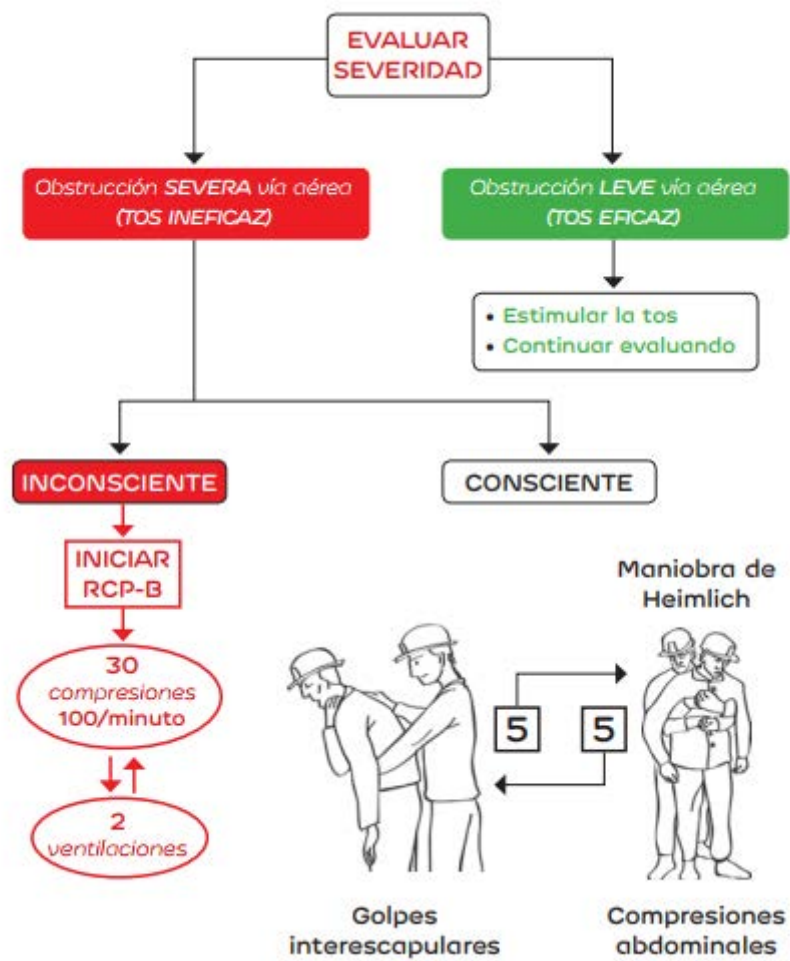 EVALUAR
SEVERIDAD
Obstrucción SEVERA vía aérea
(TOS INEFICAZ)
Obstrucción LEVE vía aérea
(TOS EFICAZ)
• Estimular la tos
• Continuar evaluando
INCONSCIENTE
CONSCIENTE
INICIAR
RCP-B
30
compresiones
100/minuto
2
ventilaciones
Maniobra de
Heimlich
5
5
Golpes
interescapulares
Compresiones
abdominales